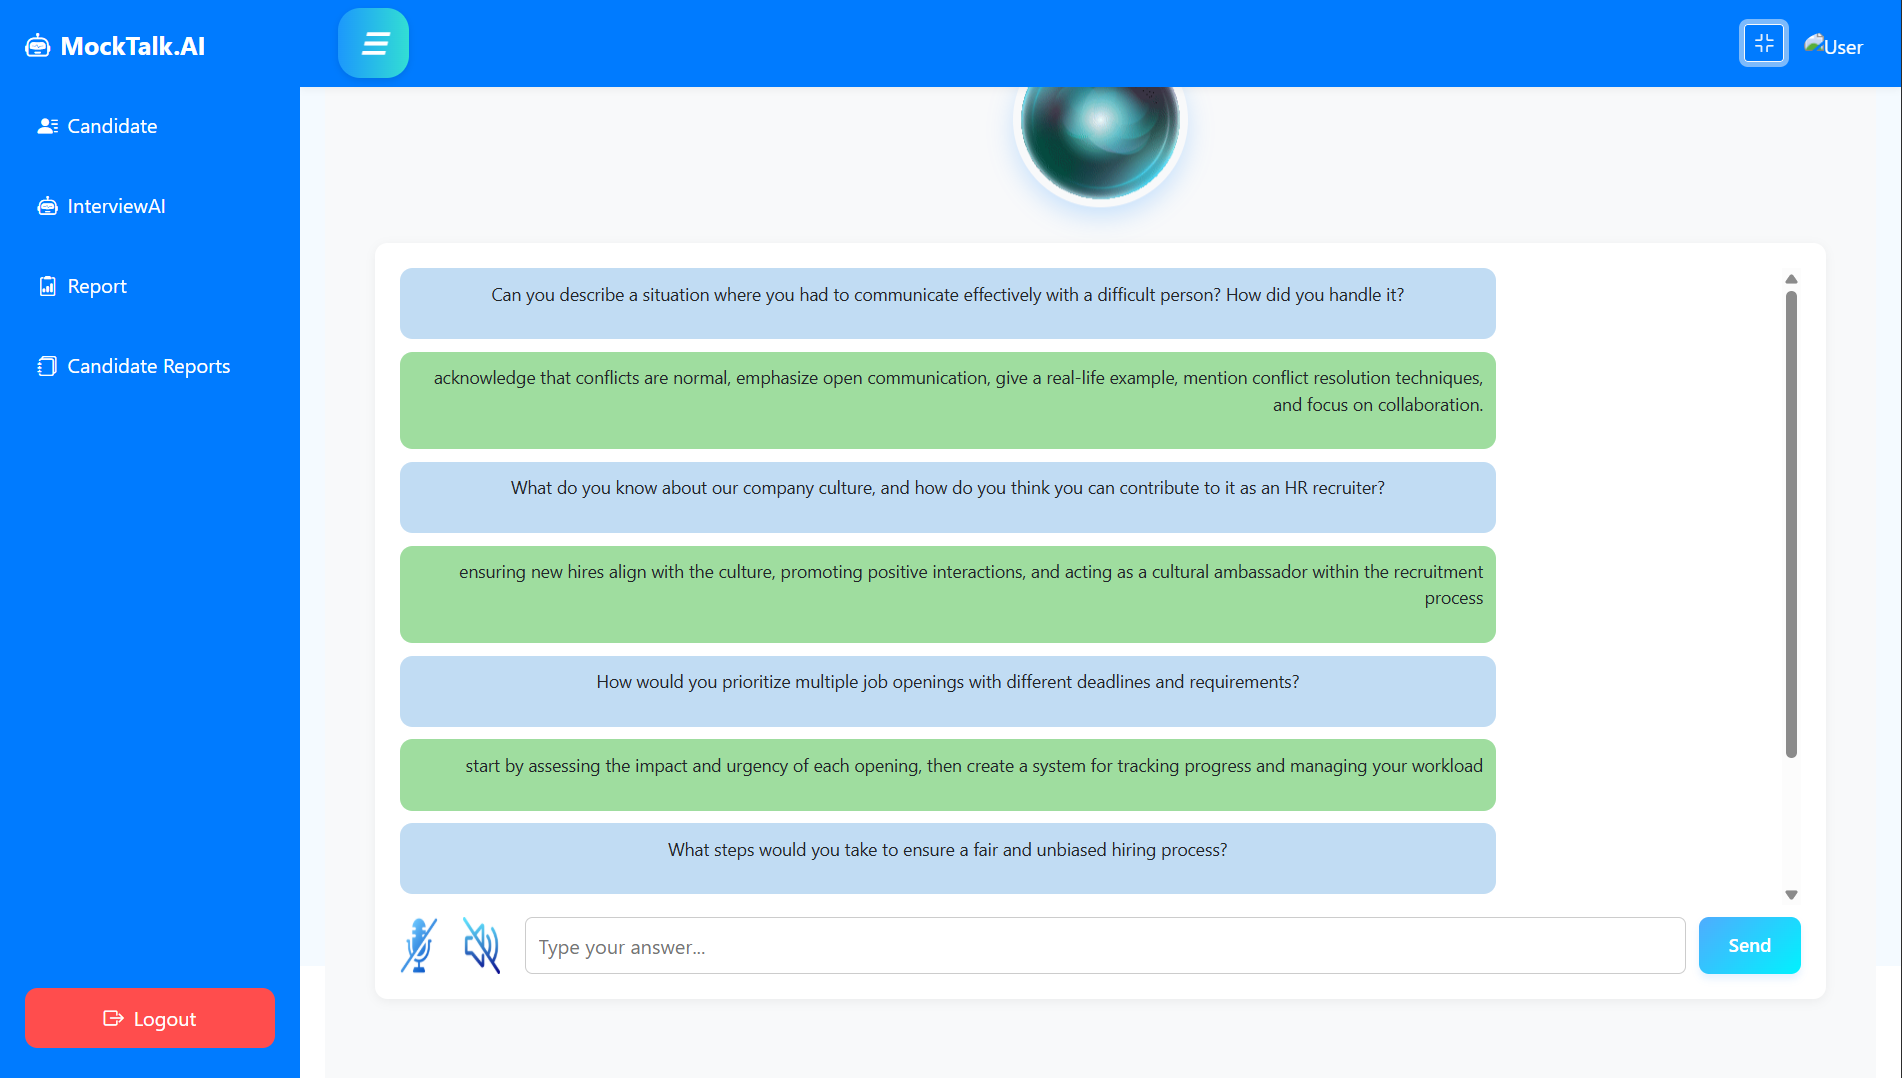 MockTalk.AI
User
Candidate
InterviewAI
Report
Candidate Reports
Logout
Can you describe a situation where you had to communicate effectively with a difficult person? How did you handle it?
acknowledge that conflicts are normal, emphasize open communication, give a real-life example, mention conflict resolution techniques,
and focus on collaboration.
What do you know about our company culture, and how do you think you can contribute to it as an HR recruiter?
ensuring new hires align with the culture, promoting positive interactions, and acting as a cultural ambassador within the recruitment
process
How would you prioritize multiple job openings with different deadlines and requirements?
start by assessing the impact and urgency of each opening, then create a system for tracking progress and managing your workload
What steps would you take to ensure a fair and unbiased hiring process?
Type your answer...
Send